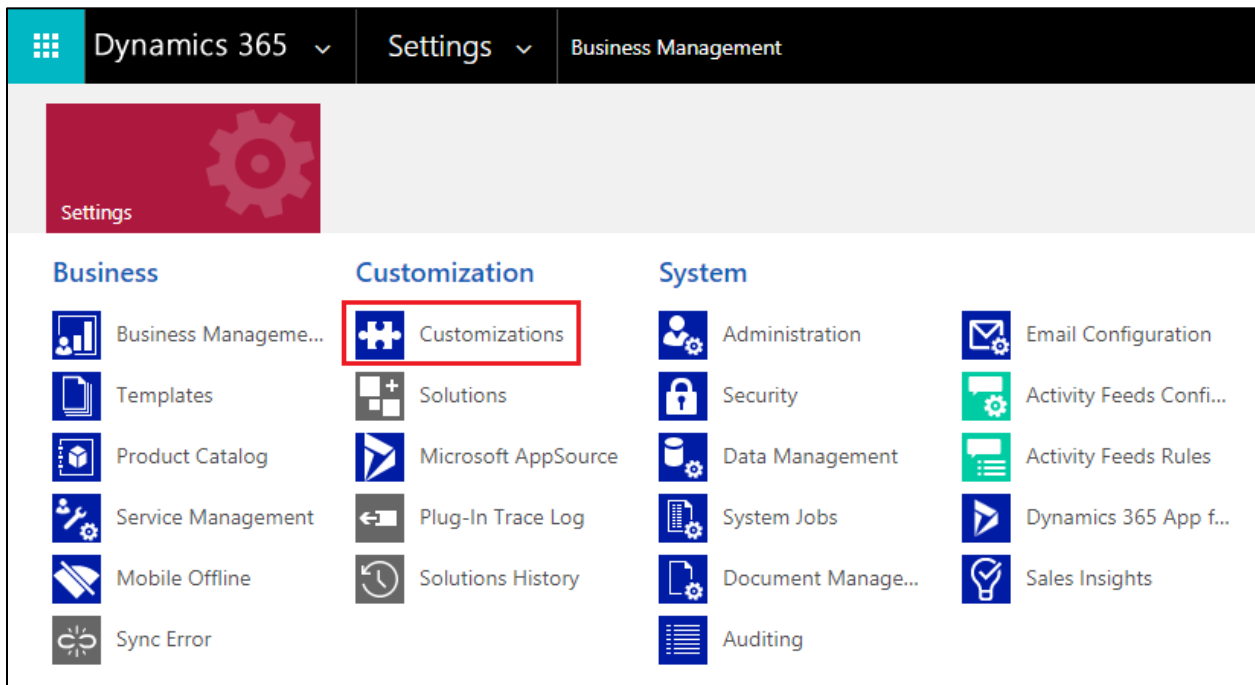 Dynamics 365 Settings Business Management
Settings
Business
Business Manageme...
Templates
Product Catalog
Service Management
Mobile Offline
Sync Error
Customization
Customizations
Solutions
Microsoft AppSource
Plug-In Trace Log
Solutions History
System
Administration
Security
Data Management
System Jobs
Document Manage...
Auditing
Email Configuration
Activity Feeds Confi...
Activity Feeds Rules
Dynamics 365 App f...
Sales Insights